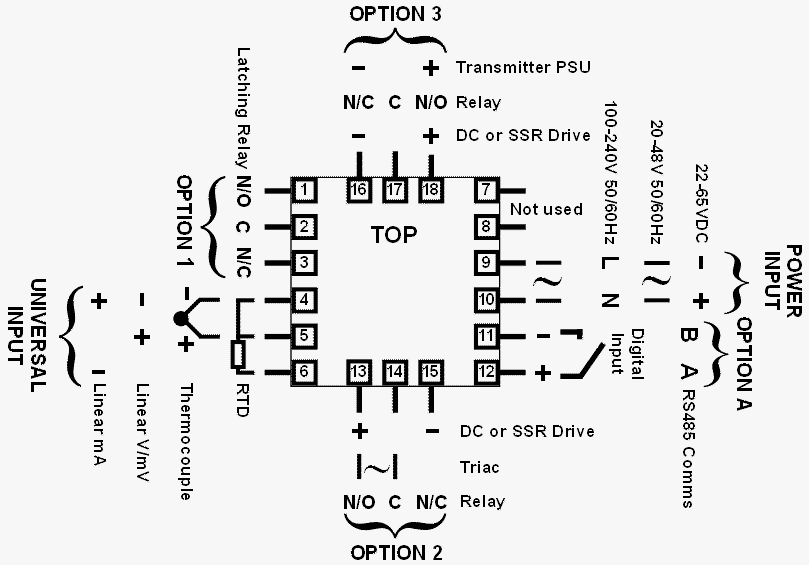 OPTION 3
− + Transmitter PSU
N/C C N/O Relay
− + DC or SSR Drive
Latching Relay
N/O
C
N/C
OPTION 1
16 17 18
1
2
3
4
5
6
TOP
7
8
9
10
11
12
13 14 15
Not used
100-240V 50/60Hz
L
N
20-48V 50/60Hz
~
22-65VDC
−
+
POWER
INPUT
~
− +
Digital
Input
B
A
RS485 Comms
OPTION A
UNIVERSAL
INPUT
+ − Linear mA
− + Linear V/mV
− + Thermocouple
RTD
+ − DC or SSR Drive
~ Triac
N/O C N/C Relay
OPTION 2